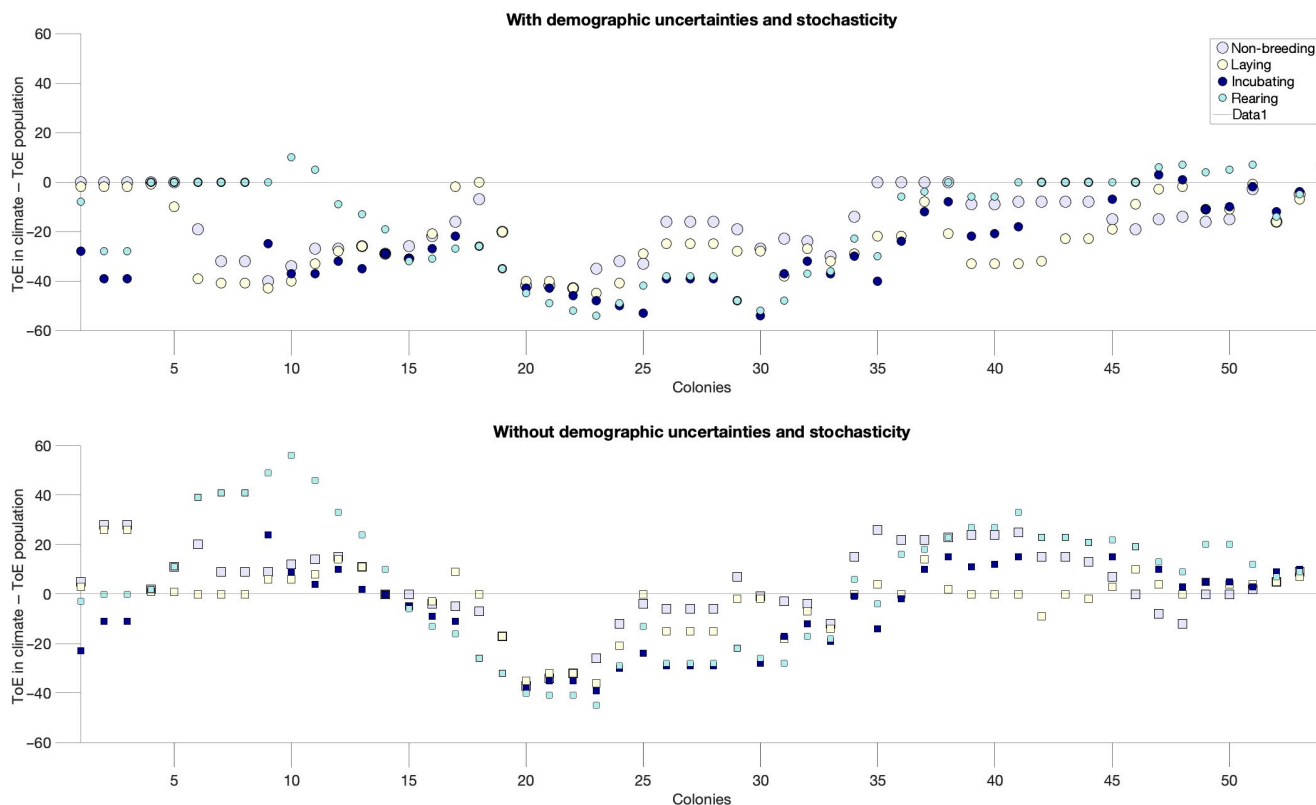 With demographic uncertainties and stochasticity
60
40
20
0
−20
−40
−60
ToE in climate − ToE population
Non-breeding
Laying
Incubating
Rearing
Data1
5 10 15 20 25 30 35 40 45 50
Colonies
Without demographic uncertainties and stochasticity
60
40
20
0
−20
−40
−60
ToE in climate − ToE population
5 10 15 20 25 30 35 40 45 50
Colonies